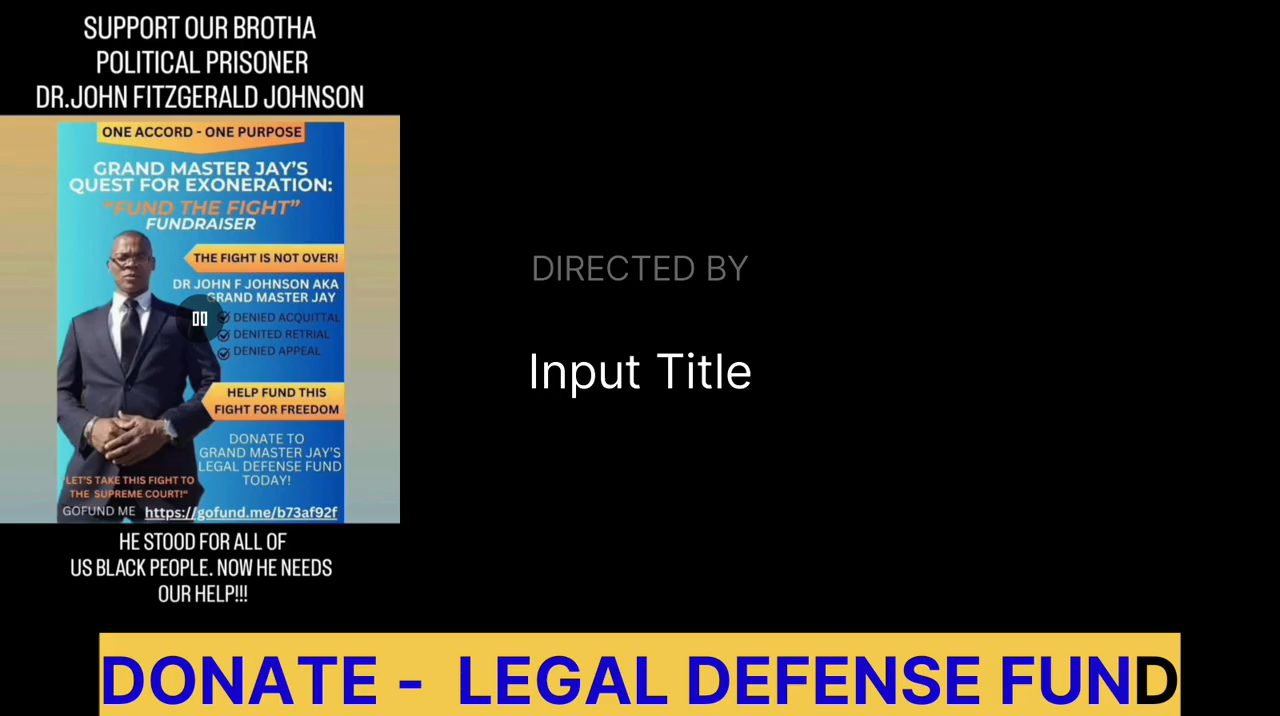 SUPPORT OUR BROTHA
POLITICAL PRISONER
DR.JOHN FITZGERALD JOHNSON
ONE ACCORD - ONE PURPOSE
GRAND MASTER JAY'S
QUEST FOR EXONERATION:
"FUND THE FIGHT"
FUNDRAISER
THE FIGHT IS NOT OVER!
DR JOHN F JOHNSON AKA
GRAND MASTER JAY
DENIED ACQUITTAL
DENITED RETRIAL
DENIED APPEAL
HELP FUND THIS
FIGHT FOR FREEDOM
DONATE TO
GRAND MASTER JAY'S
LEGAL DEFENSE FUND
TODAY!
"LET'S TAKE THIS FIGHT TO
THE SUPREME COURT!"
GOFUND ME https://gofund.me/b73af92f
HE STOOD FOR ALL OF
US BLACK PEOPLE. NOW HE NEEDS
OUR HELP!!!
DIRECTED BY
Input Title
DONATE - LEGAL DEFENSE FUND